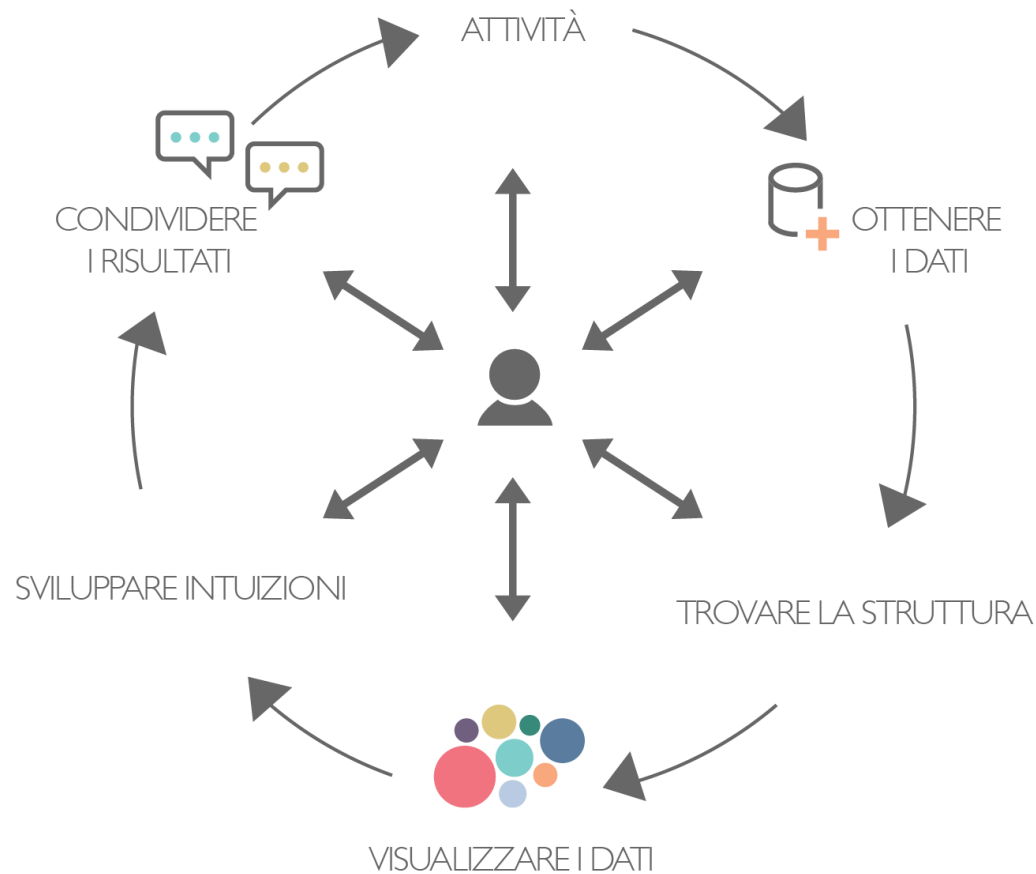 ATTIVITÀ
OTTENERE
I DATI
TROVARE LA STRUTTURA
VISUALIZZARE I DATI
SVILUPPARE INTUIZIONI
CONDIVIDERE
I RISULTATI